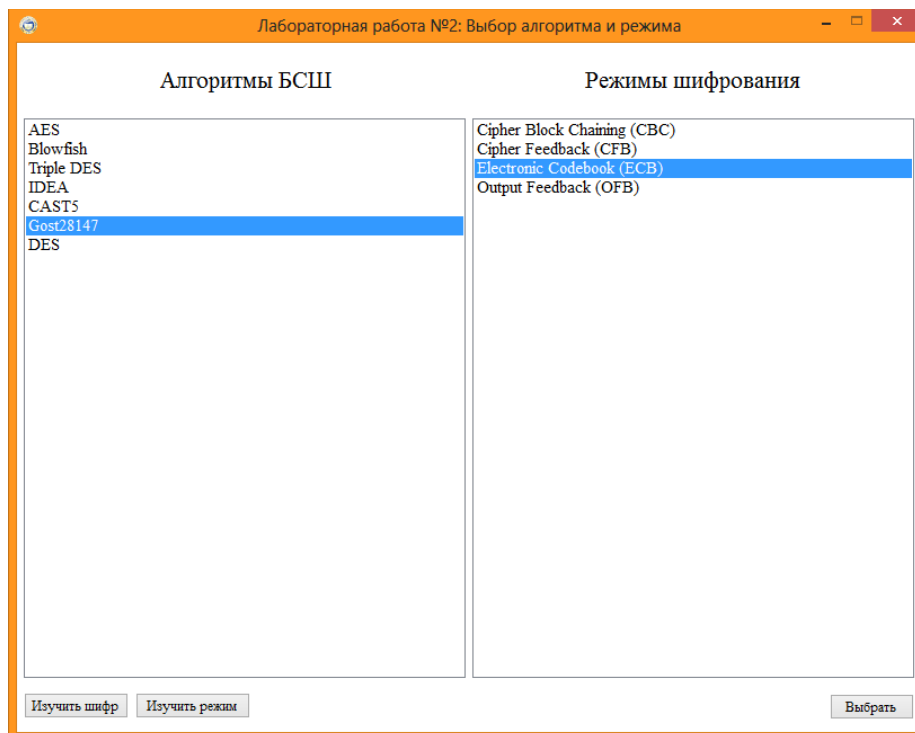 Лабораторная работа №2: Выбор алгоритма и режима
Алгоритмы БСШ
Режимы шифрования
AES
Blowfish
Triple DES
IDEA
CAST5
Gost28147
DES
Cipher Block Chaining (CBC)
Cipher Feedback (CFB)
Electronic Codebook (ECB)
Output Feedback (OFB)
Изучить шифр
Изучить режим
Выбрать